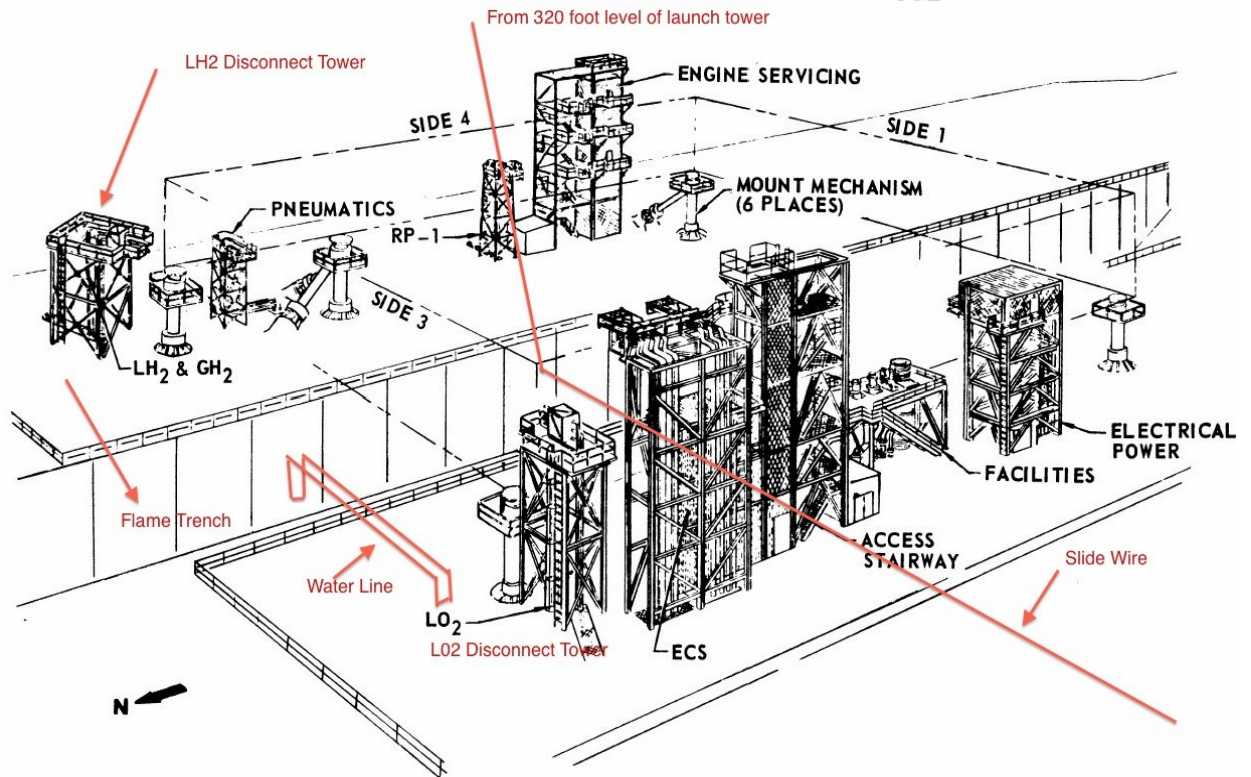 From 320 foot level of launch tower
LH2 Disconnect Tower
ENGINE SERVICING
SIDE 4
SIDE 1
PNEUMATICS
MOUNT MECHANISM
(6 PLACES)
RP-1
SIDE 3
LH₂ & GH₂
ELECTRICAL
POWER
FACILITIES
Flame Trench
ACCESS
STAIRWAY
Slide Wire
Water Line
LO₂
L02 Disconnect Tower
ECS
N